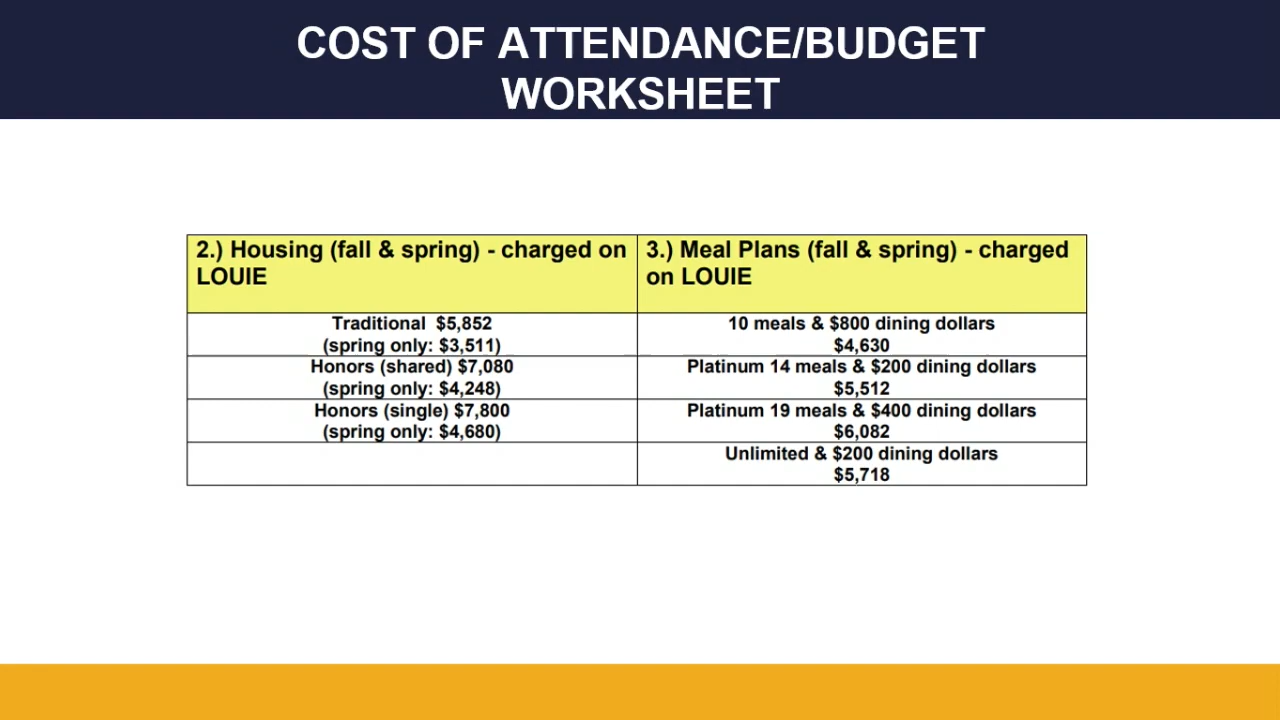 COST OF ATTENDANCE/BUDGET
WORKSHEET
2.) Housing (fall & spring) - charged on
LOUIE
3.) Meal Plans (fall & spring) - charged
on LOUIE
Traditional  $5,852
(spring only: $3,511)
10 meals & $800 dining dollars
$4,630
Honors (shared) $7,080
(spring only: $4,248)
Platinum 14 meals & $200 dining dollars
$5,512
Honors (single) $7,800
(spring only: $4,680)
Platinum 19 meals & $400 dining dollars
$6,082
Unlimited & $200 dining dollars
$5,718